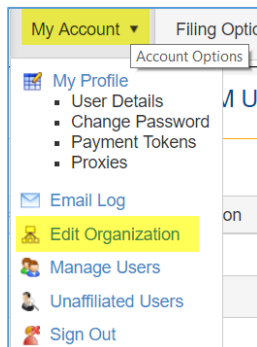 My Account ▼ Filing Optio
Account Options
My Profile
▪ User Details
▪ Change Password
▪ Payment Tokens
▪ Proxies
Email Log
Edit Organization
Manage Users
Unaffiliated Users
Sign Out
M U
on